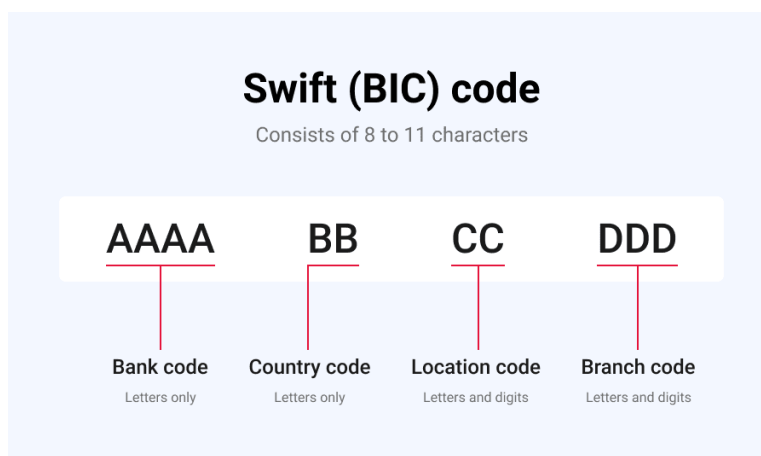 Swift (BIC) code
Consists of 8 to 11 characters
AAAA BB CC DDD
Bank code Country code Location code Branch code
Letters only Letters only Letters and digits Letters and digits